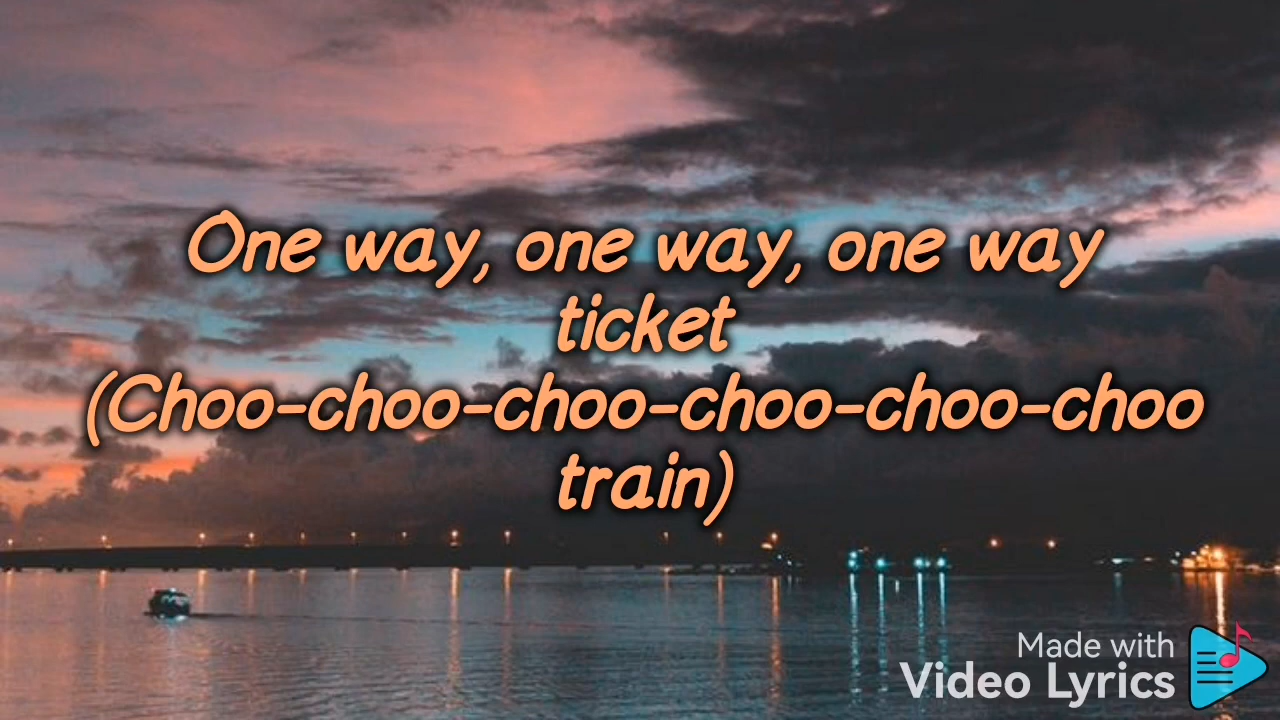 One way, one way, one way
ticket
(Choo-choo-choo-choo-choo-choo
train)
Made with
Video Lyrics